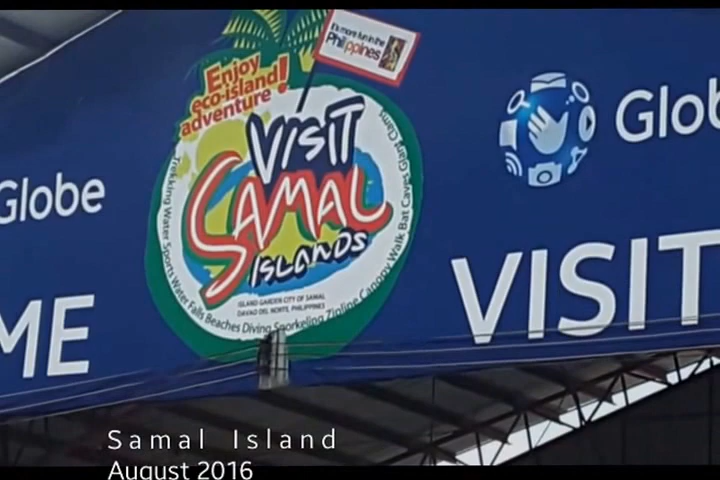 It's more fun in the
Philippines
Enjoy
eco-island
adventure!
VISIT
SAMAL
ISLANDS
ISLAND GARDEN CITY OF SAMAL
DAVAO DEL NORTE, PHILIPPINES
Trekking Water Sports Water Falls Beaches Diving Snorkeling Zipline Canopy Walk Bat Caves Giant Clams
Globe
ME
Glob
VISIT
Samal Island
August 2016